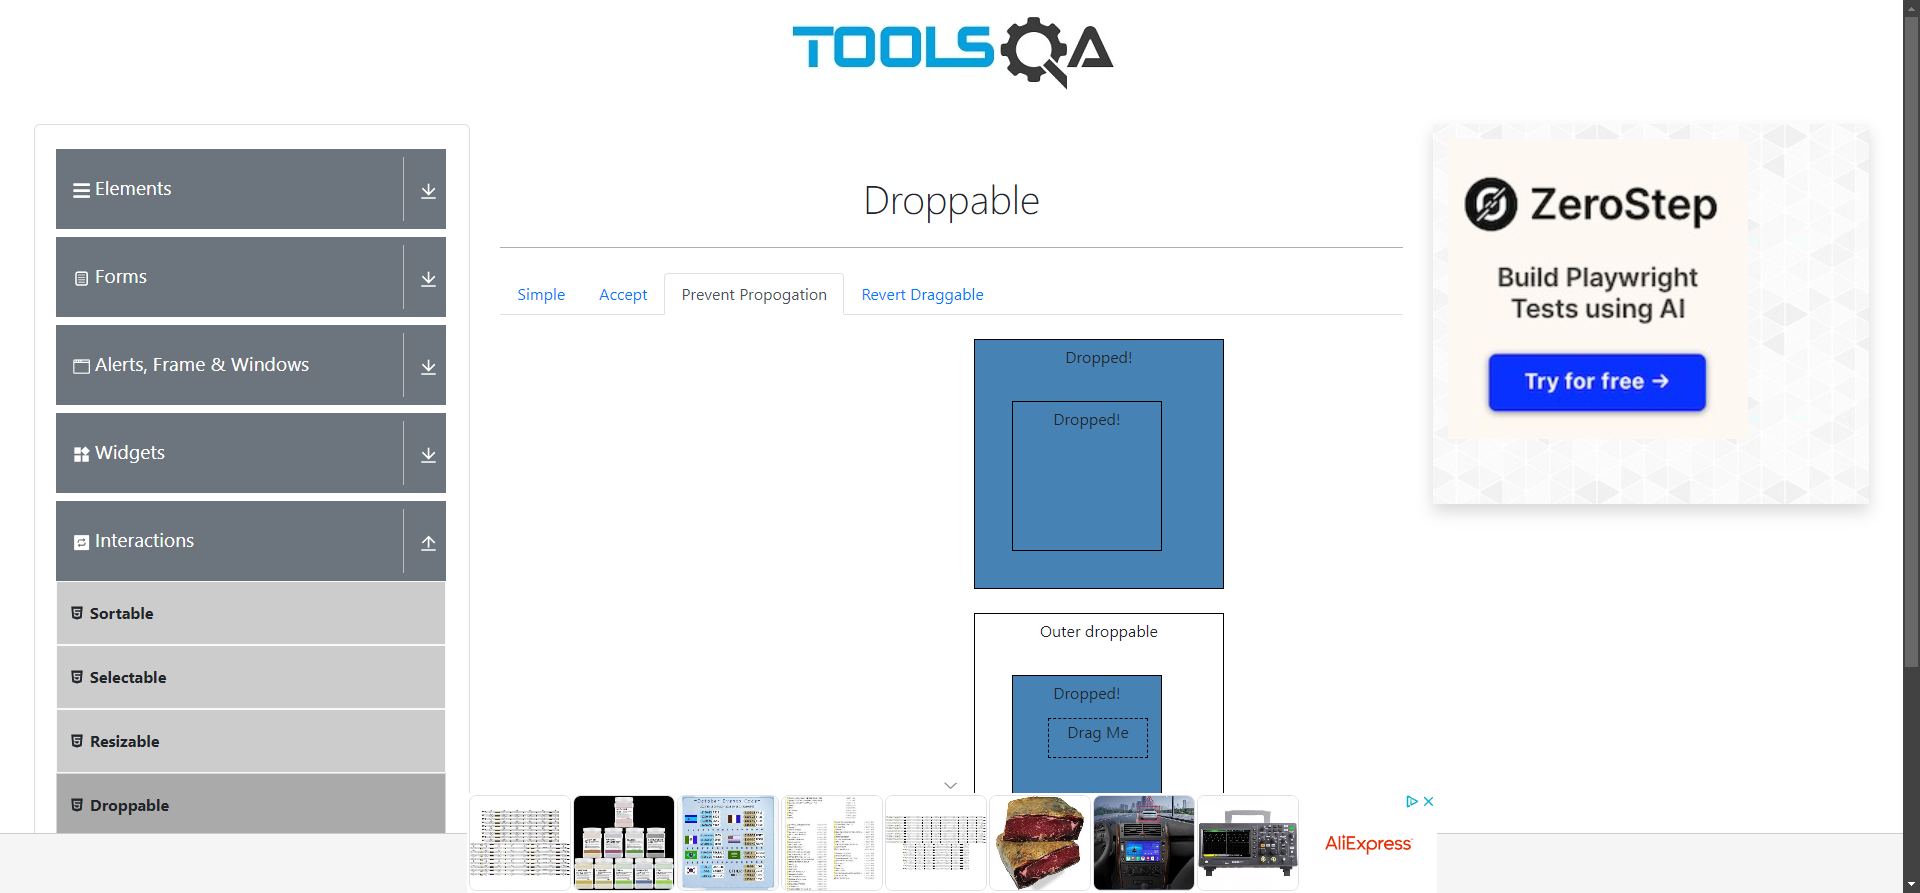 TOOLSQA
Elements
Forms
Alerts, Frame & Windows
Widgets
Interactions
Sortable
Selectable
Resizable
Droppable
Droppable
Simple
Accept
Prevent Propogation
Revert Draggable
Dropped!
Dropped!
Outer droppable
Dropped!
Drag Me
ZeroStep
Build Playwright
Tests using AI
Try for free →
AliExpress